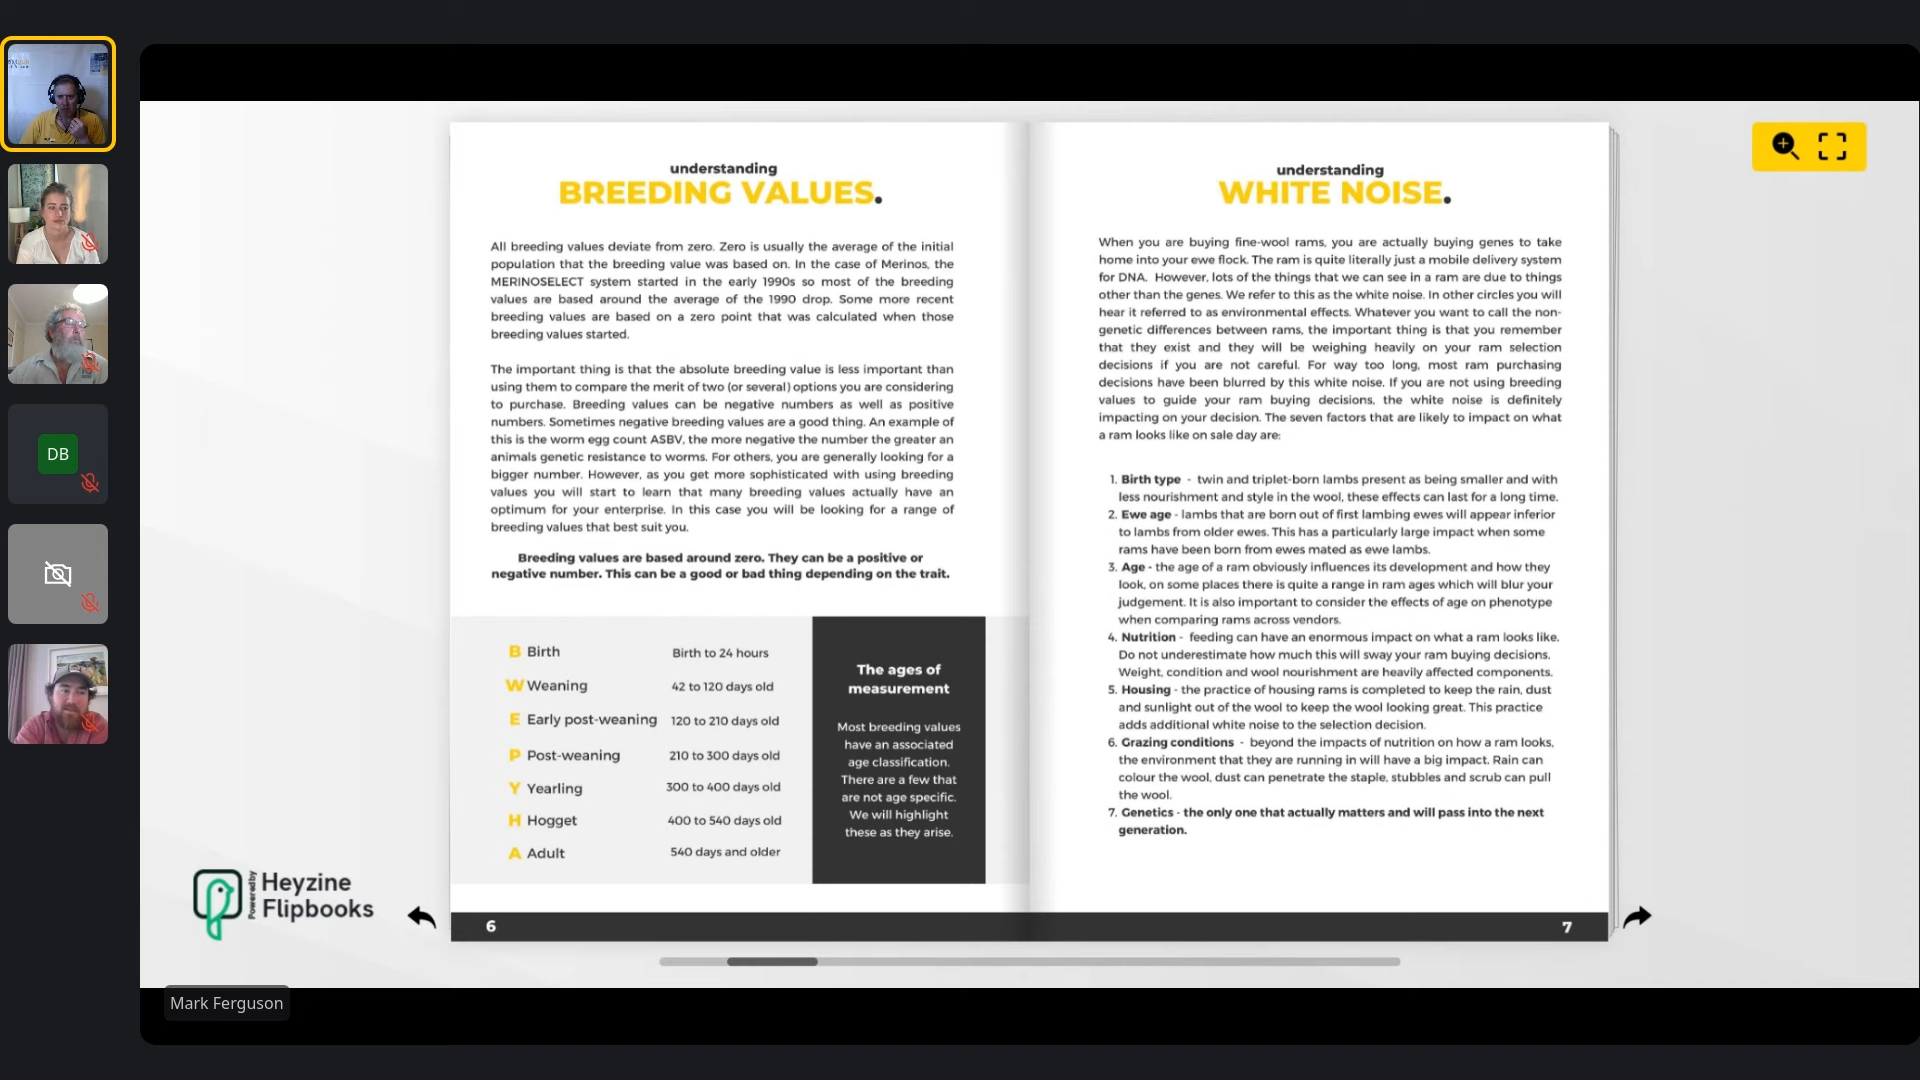 understanding
BREEDING VALUES.
All breeding values deviate from zero. Zero is usually the average of the initial
population that the breeding value was based on. In the case of Merinos, the
MERINOSELECT system started in the early 1990s so most of the breeding
values are based around the average of the 1990 drop. Some more recent
breeding values are based on a zero point that was calculated when those
breeding values started.
The important thing is that the absolute breeding value is less important than
using them to compare the merit of two (or several) options you are considering
to purchase. Breeding values can be negative numbers as well as positive
numbers. Sometimes negative breeding values are a good thing. An example of
this is the worm egg count ASBV, the more negative the number the greater an
animals genetic resistance to worms. For others, you are generally looking for a
bigger number. However, as you get more sophisticated with using breeding
values you will start to learn that many breeding values actually have an
optimum for your enterprise. In this case you will be looking for a range of
breeding values that best suit you.
Breeding values are based around zero. They can be a positive or
negative number. This can be a good or bad thing depending on the trait.
B Birth Birth to 24 hours
W Weaning 42 to 120 days old
E Early post-weaning 120 to 210 days old
P Post-weaning 210 to 300 days old
Y Yearling 300 to 400 days old
H Hogget 400 to 540 days old
A Adult 540 days and older
The ages of
measurement
Most breeding values
have an associated
age classification.
There are a few that
are not age specific.
We will highlight
these as they arise.
6
understanding
WHITE NOISE.
When you are buying fine-wool rams, you are actually buying genes to take
home into your ewe flock. The ram is quite literally just a mobile delivery system
for DNA. However, lots of the things that we can see in a ram are due to things
other than the genes. We refer to this as the white noise. In other circles you will
hear it referred to as environmental effects. Whatever you want to call the non-
genetic differences between rams, the important thing is that you remember
that they exist and they will be weighing heavily on your ram selection
decisions if you are not careful. For way too long, most ram purchasing
decisions have been blurred by this white noise. If you are not using breeding
values to guide your ram buying decisions, the white noise is definitely
impacting on your decision. The seven factors that are likely to impact on what
a ram looks like on sale day are:
1. Birth type - twin and triplet-born lambs present as being smaller and with
less nourishment and style in the wool, these effects can last for a long time.
2. Ewe age - lambs that are born out of first lambing ewes will appear inferior
to lambs from older ewes. This has a particularly large impact when some
rams have been born from ewes mated as ewe lambs.
3. Age - the age of a ram obviously influences its development and how they
look, on some places there is quite a range in ram ages which will blur your
judgement. It is also important to consider the effects of age on phenotype
when comparing rams across vendors.
4. Nutrition - feeding can have an enormous impact on what a ram looks like.
Do not underestimate how much this will sway your ram buying decisions.
Weight, condition and wool nourishment are heavily affected components.
5. Housing - the practice of housing rams is completed to keep the rain, dust
and sunlight out of the wool to keep the wool looking great. This practice
adds additional white noise to the selection decision.
6. Grazing conditions - beyond the impacts of nutrition on how a ram looks,
the environment that they are running in will have a big impact. Rain can
colour the wool, dust can penetrate the staple, stubbles and scrub can pull
the wool.
7. Genetics - the only one that actually matters and will pass into the next
generation.
7
DB
Powered by
Heyzine
Flipbooks
Mark Ferguson